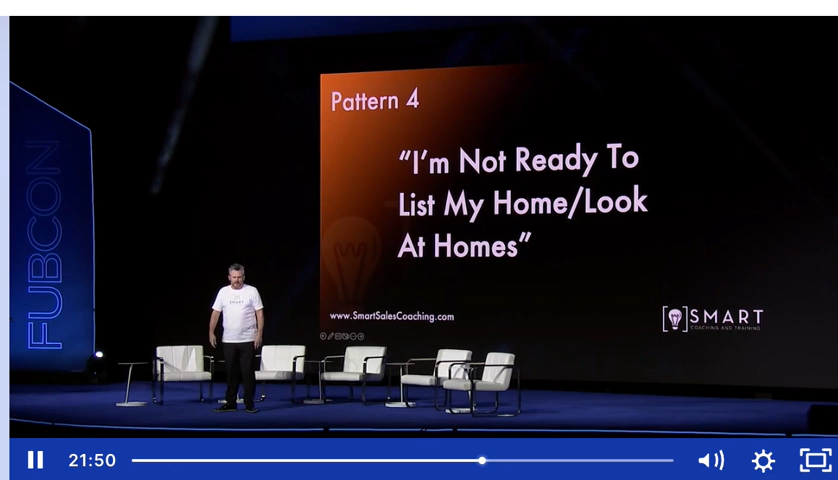 Pattern 4
"I'm Not Ready To
List My Home/Look
At Homes"
www.SmartSalesCoaching.com
[ ]SMART
COACHING AND TRAINING
FUBCON
SMART
21:50